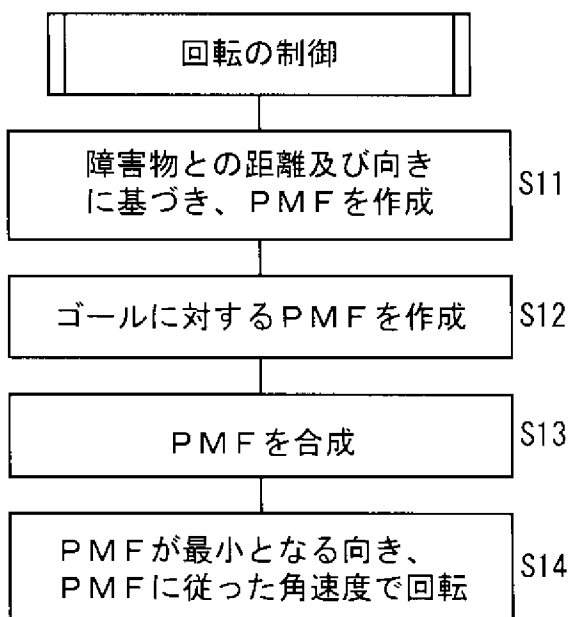 回転の制御
障害物との距離及び向き
に基づき、PMFを作成
S11
ゴールに対するPMFを作成
S12
PMFを合成
S13
PMFが最小となる向き、
PMFに従った角速度で回転
S14